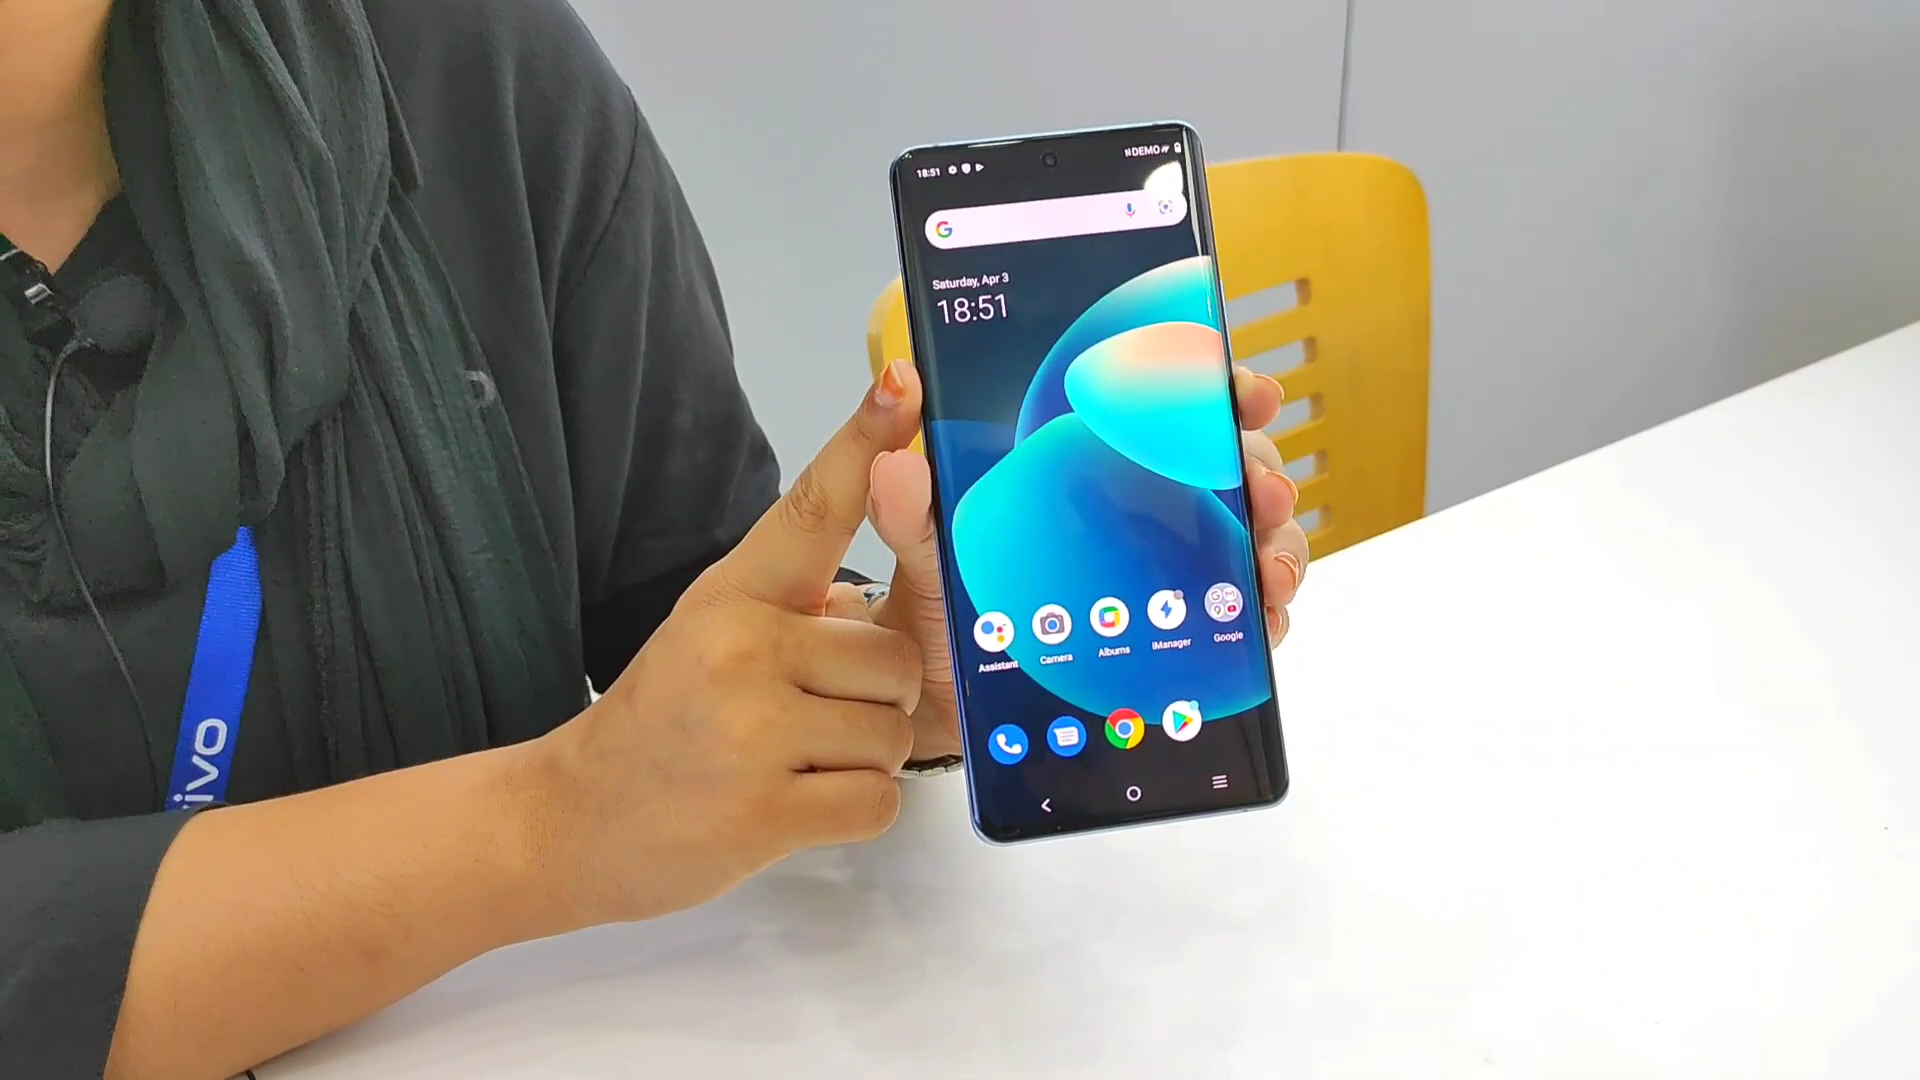 18:51
N DEMO
Saturday, Apr 3
18:51
Assistant
Camera
Albums
iManager
Google
vivo